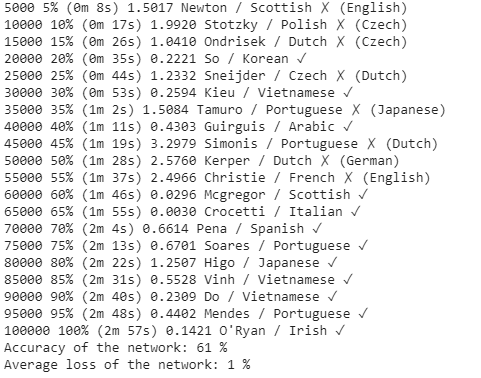 5000 5% (0m 8s) 1.5017 Newton / Scottish ✗ (English)
10000 10% (0m 17s) 1.9920 Stotzky / Polish ✗ (Czech)
15000 15% (0m 26s) 1.0410 Ondrisek / Dutch ✗ (Czech)
20000 20% (0m 35s) 0.2221 So / Korean ✓
25000 25% (0m 44s) 1.2332 Sneijder / Czech ✗ (Dutch)
30000 30% (0m 53s) 0.2594 Kieu / Vietnamese ✓
35000 35% (1m 2s) 1.5084 Tamuro / Portuguese ✗ (Japanese)
40000 40% (1m 11s) 0.4303 Guirguis / Arabic ✓
45000 45% (1m 19s) 3.2979 Simonis / Portuguese ✗ (Dutch)
50000 50% (1m 28s) 2.5760 Kerper / Dutch ✗ (German)
55000 55% (1m 37s) 2.4966 Christie / French ✗ (English)
60000 60% (1m 46s) 0.0296 Mcgregor / Scottish ✓
65000 65% (1m 55s) 0.0030 Crocetti / Italian ✓
70000 70% (2m 4s) 0.6614 Pena / Spanish ✓
75000 75% (2m 13s) 0.6701 Soares / Portuguese ✓
80000 80% (2m 22s) 1.2507 Higo / Japanese ✓
85000 85% (2m 31s) 0.5528 Vinh / Vietnamese ✓
90000 90% (2m 40s) 0.2309 Do / Vietnamese ✓
95000 95% (2m 48s) 0.4402 Mendes / Portuguese ✓
100000 100% (2m 57s) 0.1421 O'Ryan / Irish ✓
Accuracy of the network: 61 %
Average loss of the network: 1 %